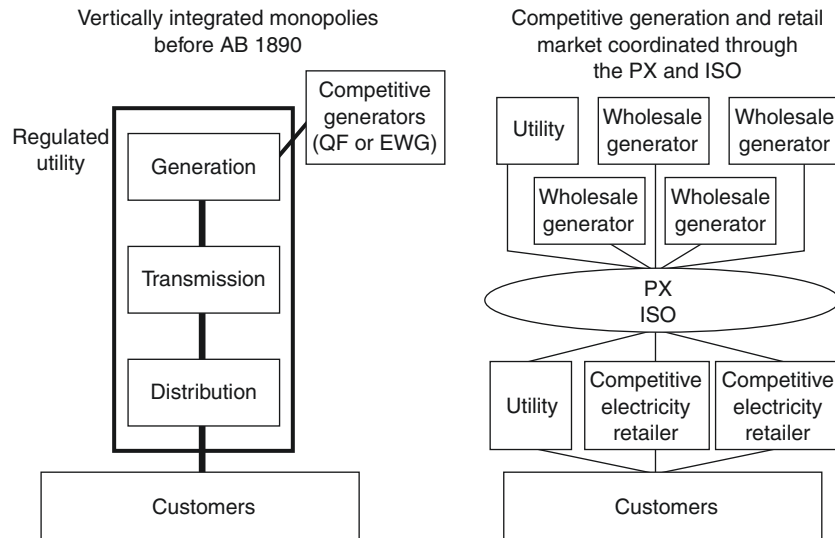 Vertically integrated monopolies
before AB 1890
Competitive
generators
(QF or EWG)
Regulated
utility
Generation
Transmission
Distribution
Customers
Competitive generation and retail
market coordinated through
the PX and ISO
Utility
Wholesale
generator
Wholesale
generator
Wholesale
generator
Wholesale
generator
PX
ISO
Utility
Competitive
electricity
retailer
Competitive
electricity
retailer
Customers